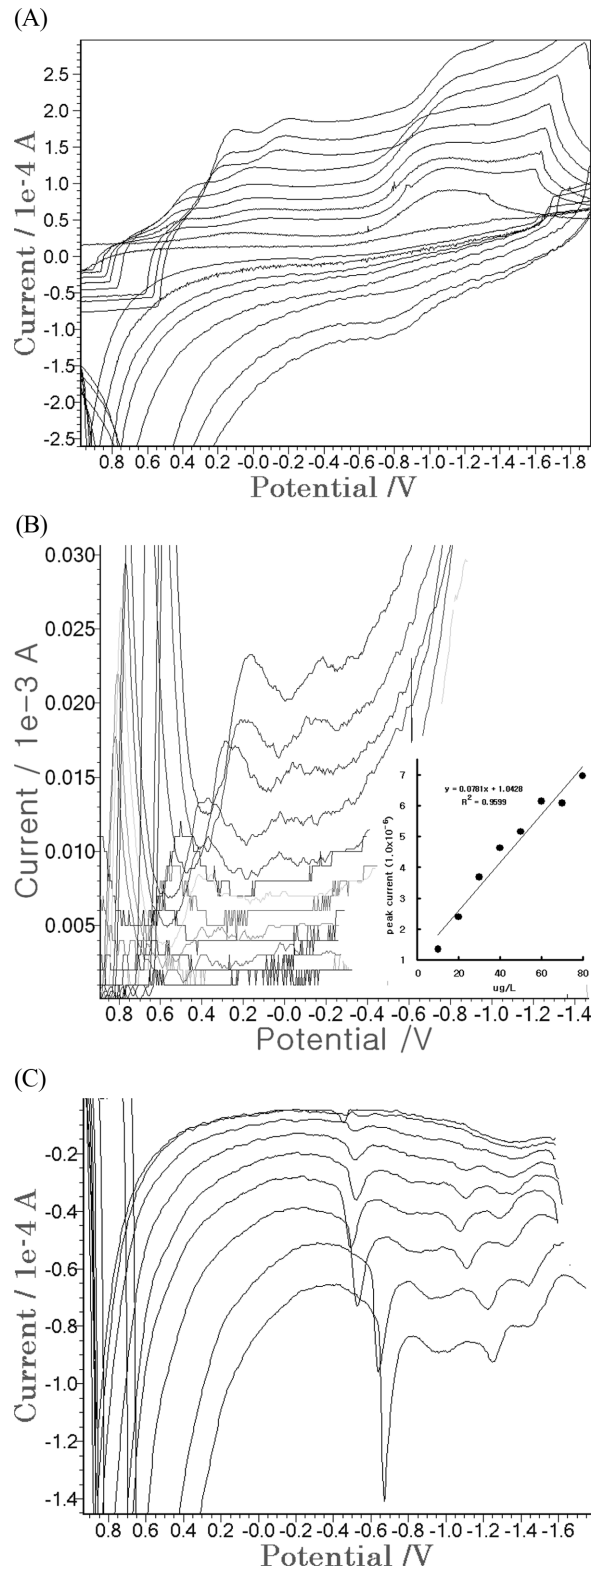 (A)
2.5
2.0
1.5
1.0
0.5
0.0
-0.5
-1.0
-1.5
-2.0
-2.5
Current / 1e-4 A
0.8 0.6 0.4 0.2 -0.0 -0.2 -0.4 -0.6 -0.8 -1.0 -1.2 -1.4 -1.6 -1.8
Potential /V
(B)
0.030
0.025
0.020
0.015
0.010
0.005
Current / 1e-3 A
7
6
5
4
3
2
1
peak current (1.0x10-6)
y = 0.0781x + 1.0428
R2 = 0.9599
0 20 40 60 80
ug/L
0.8 0.6 0.4 0.2 -0.0 -0.2 -0.4 -0.6 -0.8 -1.0 -1.2 -1.4
Potential /V
(C)
-0.2
-0.4
-0.6
-0.8
-1.0
-1.2
-1.4
Current / 1e-4 A
0.8 0.6 0.4 0.2 -0.0 -0.2 -0.4 -0.6 -0.8 -1.0 -1.2 -1.4 -1.6
Potential /V